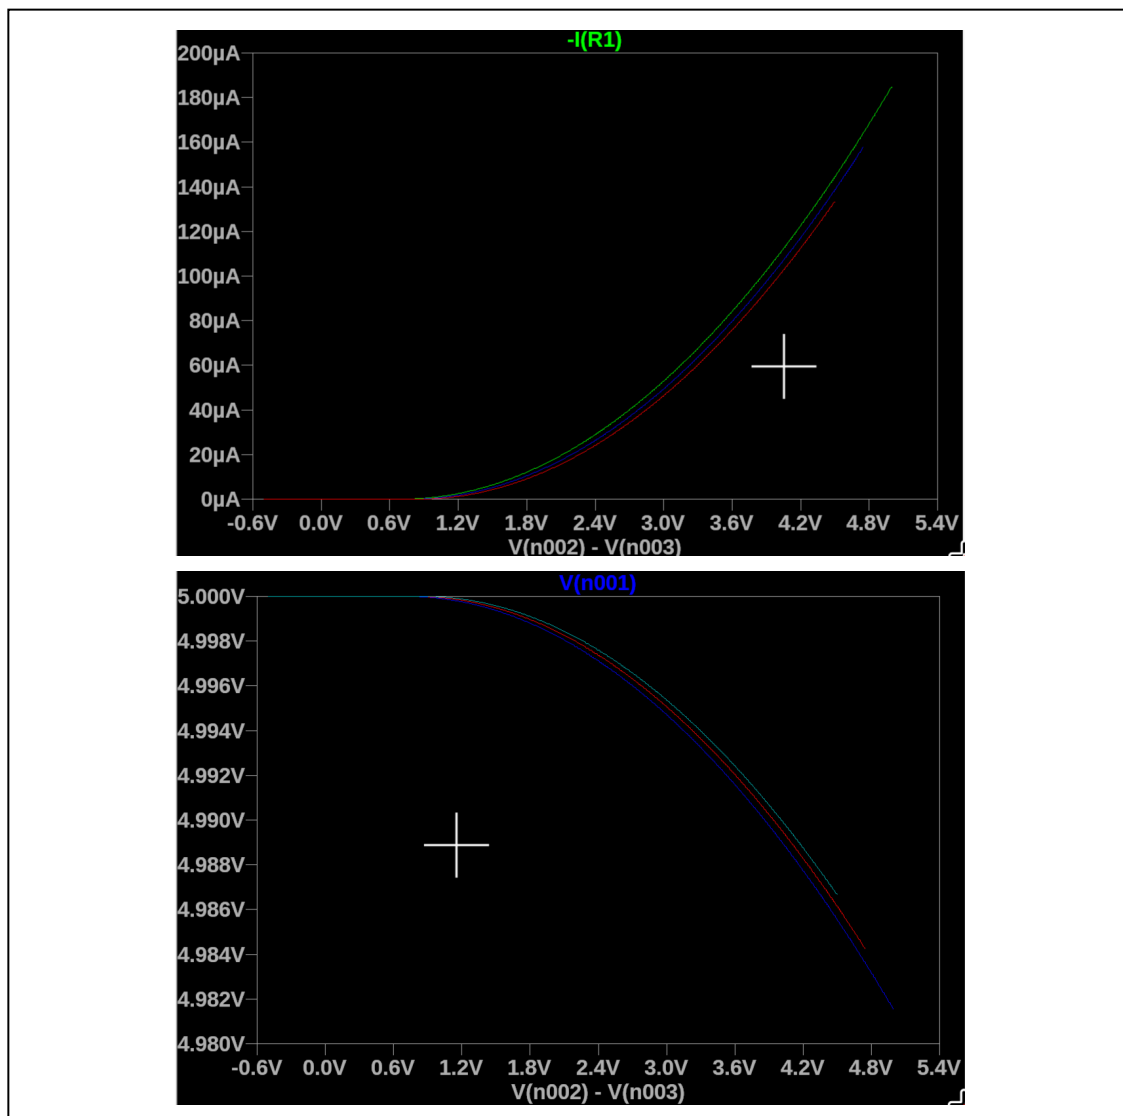 -I(R1)
200µA
180µA
160µA
140µA
120µA
100µA
80µA
60µA
40µA
20µA
0µA
-0.6V 0.0V 0.6V 1.2V 1.8V 2.4V 3.0V 3.6V 4.2V 4.8V 5.4V
V(n002) - V(n003)
V(n001)
5.000V
4.998V
4.996V
4.994V
4.992V
4.990V
4.988V
4.986V
4.984V
4.982V
4.980V
-0.6V 0.0V 0.6V 1.2V 1.8V 2.4V 3.0V 3.6V 4.2V 4.8V 5.4V
V(n002) - V(n003)